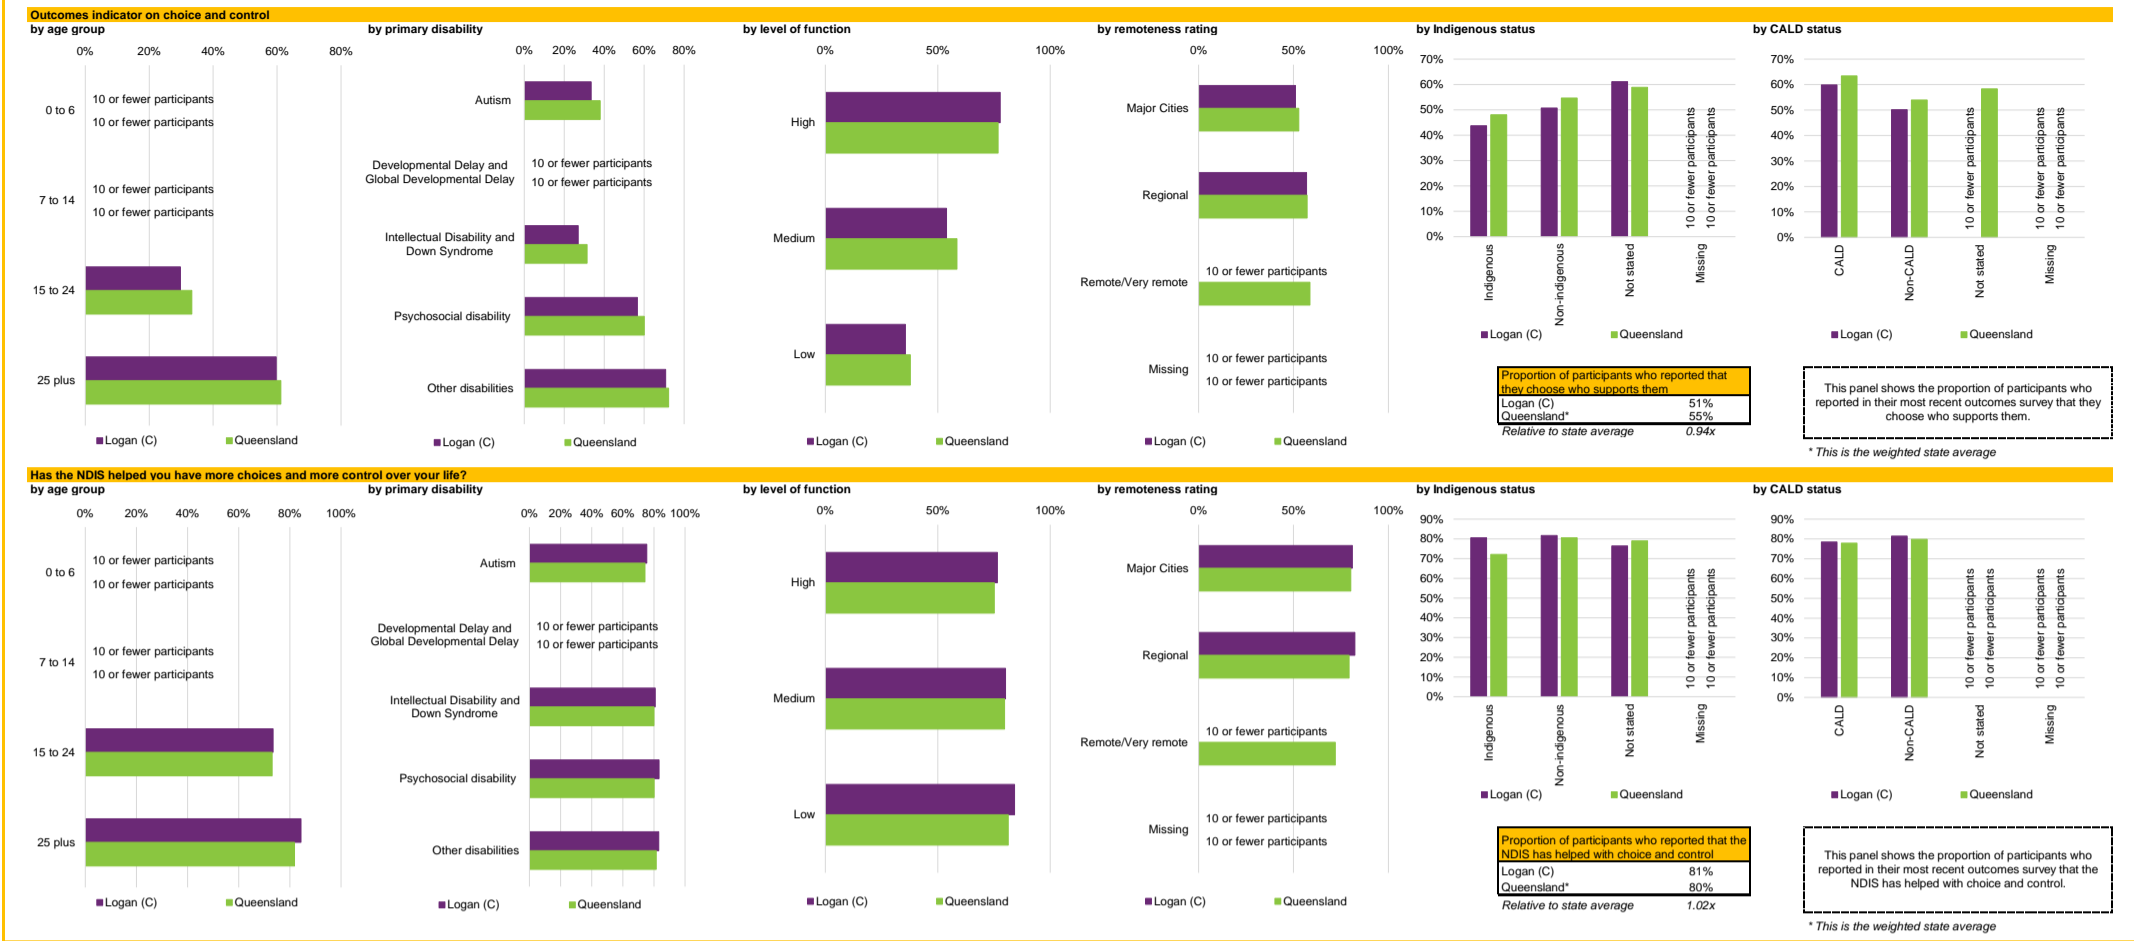 Outcomes indicator on choice and control
by age group
0% 20% 40% 60% 80%
0 to 6
10 or fewer participants
10 or fewer participants
7 to 14
10 or fewer participants
10 or fewer participants
15 to 24
25 plus
Logan (C) Queensland
by primary disability
0% 20% 40% 60% 80%
Autism
Developmental Delay and
Global Developmental Delay
10 or fewer participants
10 or fewer participants
Intellectual Disability and
Down Syndrome
Psychosocial disability
Other disabilities
Logan (C) Queensland
by level of function
0% 50% 100%
High
Medium
Low
Logan (C) Queensland
by remoteness rating
0% 50% 100%
Major Cities
Regional
Remote/Very remote
10 or fewer participants
Missing
10 or fewer participants
10 or fewer participants
Logan (C) Queensland
by Indigenous status
70%
60%
50%
40%
30%
20%
10%
0%
10 or fewer participants
10 or fewer participants
Indigenous
Non-indigenous
Not stated
Missing
Logan (C) Queensland
Proportion of participants who reported that
they choose who supports them
Logan (C) 51%
Queensland* 55%
Relative to state average 0.94x
by CALD status
70%
60%
50%
40%
30%
20%
10%
0%
10 or fewer participants
10 or fewer participants
10 or fewer participants
CALD
Non-CALD
Not stated
Missing
Logan (C) Queensland
This panel shows the proportion of participants who
reported in their most recent outcomes survey that they
choose who supports them.
* This is the weighted state average
Has the NDIS helped you have more choices and more control over your life?
by age group
0% 20% 40% 60% 80% 100%
0 to 6
10 or fewer participants
10 or fewer participants
7 to 14
10 or fewer participants
10 or fewer participants
15 to 24
25 plus
Logan (C) Queensland
by primary disability
0% 20% 40% 60% 80% 100%
Autism
Developmental Delay and
Global Developmental Delay
10 or fewer participants
10 or fewer participants
Intellectual Disability and
Down Syndrome
Psychosocial disability
Other disabilities
Logan (C) Queensland
by level of function
0% 50% 100%
High
Medium
Low
Logan (C) Queensland
by remoteness rating
0% 50% 100%
Major Cities
Regional
Remote/Very remote
10 or fewer participants
Missing
10 or fewer participants
10 or fewer participants
Logan (C) Queensland
by Indigenous status
90%
80%
70%
60%
50%
40%
30%
20%
10%
0%
10 or fewer participants
10 or fewer participants
Indigenous
Non-indigenous
Not stated
Missing
Logan (C) Queensland
Proportion of participants who reported that the
NDIS has helped with choice and control
Logan (C) 81%
Queensland* 80%
Relative to state average 1.02x
by CALD status
90%
80%
70%
60%
50%
40%
30%
20%
10%
0%
10 or fewer participants
10 or fewer participants
10 or fewer participants
10 or fewer participants
CALD
Non-CALD
Not stated
Missing
Logan (C) Queensland
This panel shows the proportion of participants who
reported in their most recent outcomes survey that the
NDIS has helped with choice and control.
* This is the weighted state average